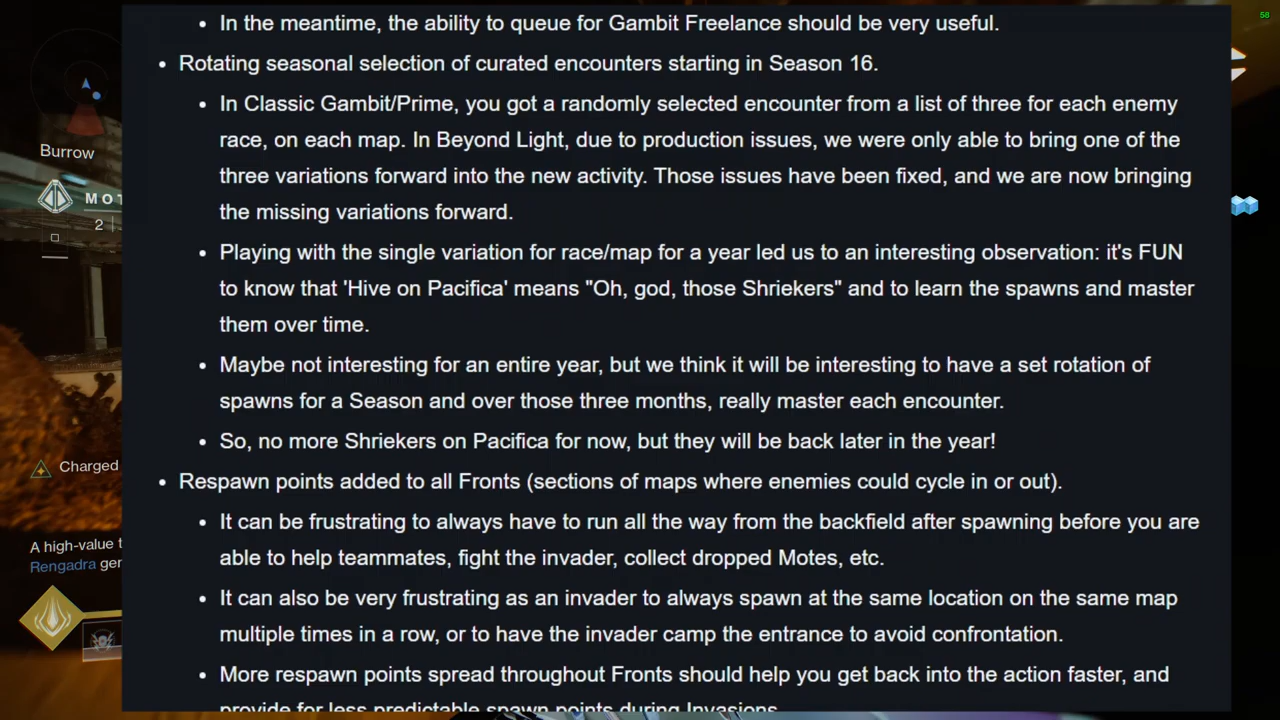 58
In the meantime, the ability to queue for Gambit Freelance should be very useful.
Rotating seasonal selection of curated encounters starting in Season 16.
In Classic Gambit/Prime, you got a randomly selected encounter from a list of three for each enemy
race, on each map. In Beyond Light, due to production issues, we were only able to bring one of the
three variations forward into the new activity. Those issues have been fixed, and we are now bringing
the missing variations forward.
Playing with the single variation for race/map for a year led us to an interesting observation: it's FUN
to know that 'Hive on Pacifica' means "Oh, god, those Shriekers" and to learn the spawns and master
them over time.
Maybe not interesting for an entire year, but we think it will be interesting to have a set rotation of
spawns for a Season and over those three months, really master each encounter.
So, no more Shriekers on Pacifica for now, but they will be back later in the year!
Respawn points added to all Fronts (sections of maps where enemies could cycle in or out).
It can be frustrating to always have to run all the way from the backfield after spawning before you are
able to help teammates, fight the invader, collect dropped Motes, etc.
It can also be very frustrating as an invader to always spawn at the same location on the same map
multiple times in a row, or to have the invader camp the entrance to avoid confrontation.
More respawn points spread throughout Fronts should help you get back into the action faster, and
provide for less predictable spawn points during Invasions.
Burrow
MOT
2
Charged
A high-value t
Rengadra ger